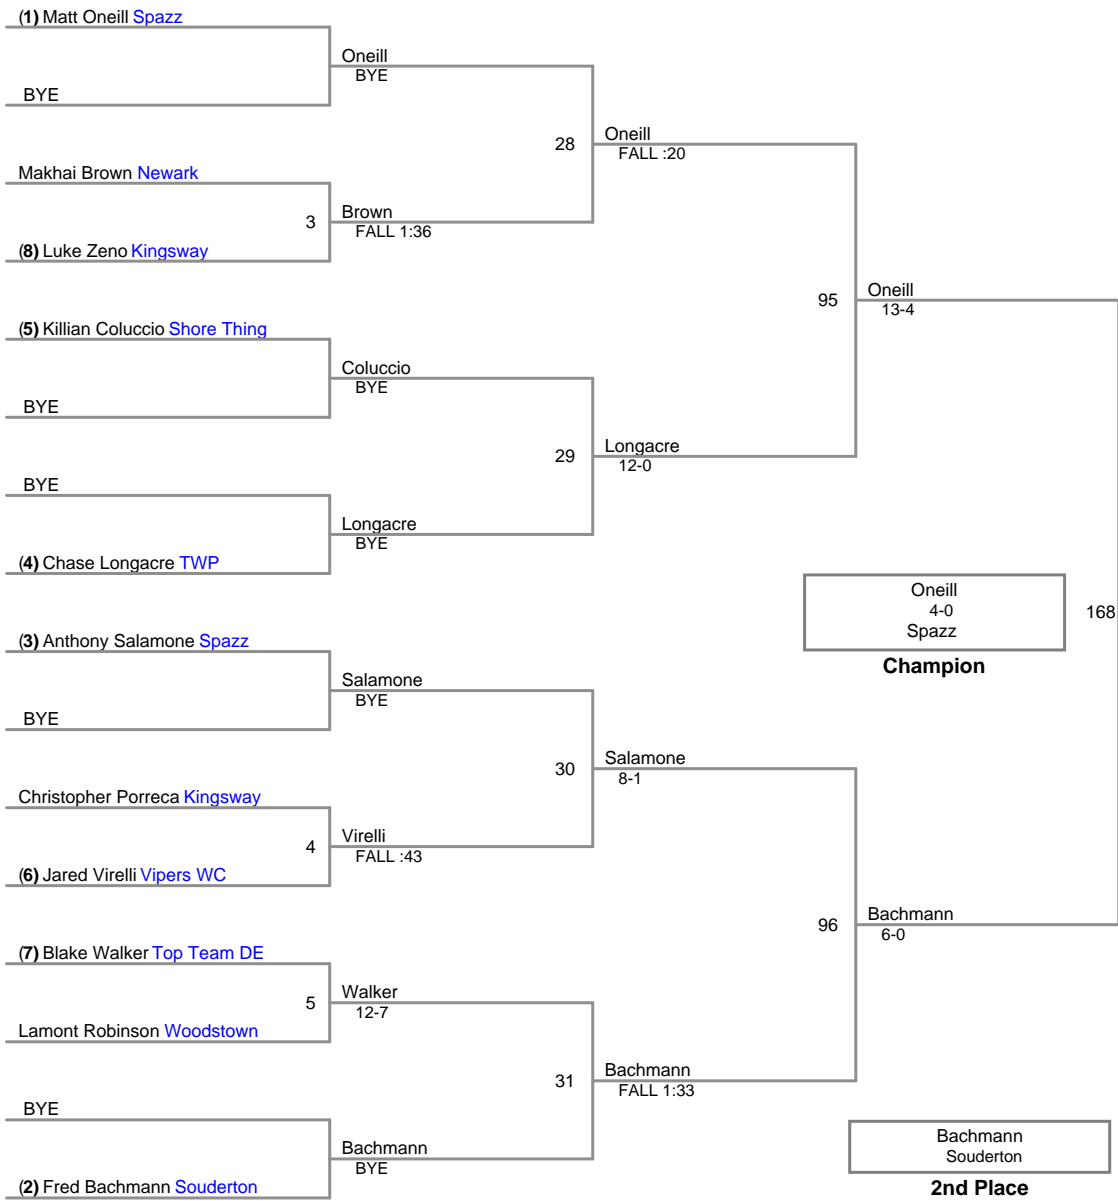 (1) Matt Oneill Spazz
Oneill
BYE
BYE
28
Oneill
FALL :20
Makhai Brown Newark
3
Brown
FALL 1:36
(8) Luke Zeno Kingsway
95
Oneill
13-4
(5) Killian Coluccio Shore Thing
Coluccio
BYE
BYE
29
Longacre
12-0
BYE
Longacre
BYE
(4) Chase Longacre TWP
Oneill
4-0
Spazz
168
Champion
(3) Anthony Salamone Spazz
Salamone
BYE
BYE
30
Salamone
8-1
Christopher Porreca Kingsway
4
Virelli
FALL :43
(6) Jared Virelli Vipers WC
96
Bachmann
6-0
(7) Blake Walker Top Team DE
5
Walker
12-7
Lamont Robinson Woodstown
31
Bachmann
FALL 1:33
BYE
Bachmann
BYE
(2) Fred Bachmann Souderton
Bachmann
Souderton
2nd Place